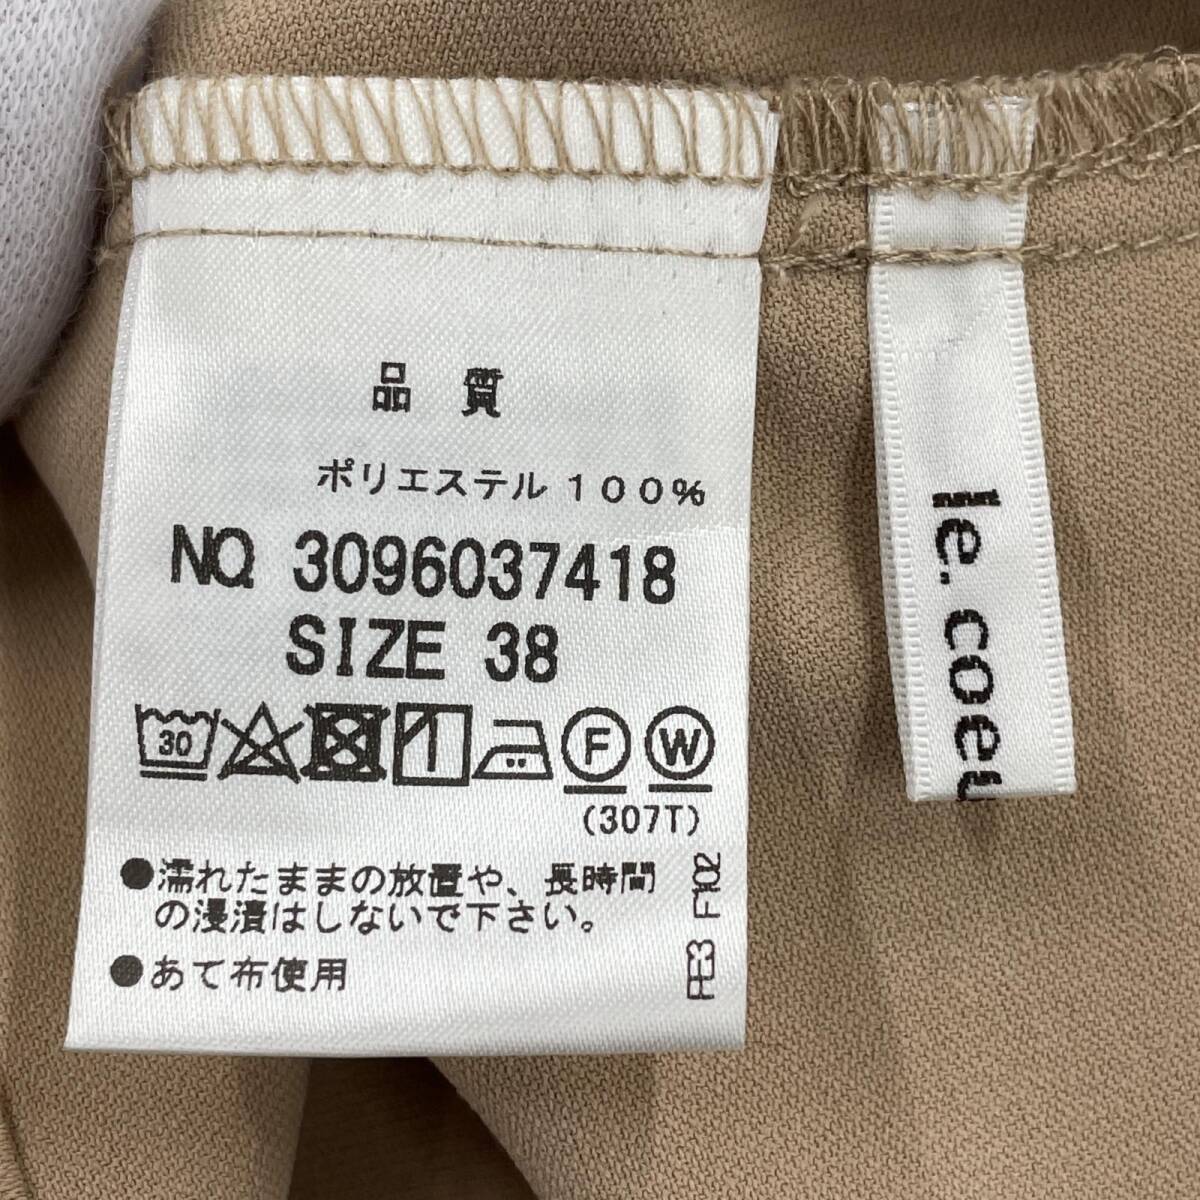 品質
ポリエステル 100%
NO. 3096037418
SIZE 38
30
F
W
(307T)
●濡れたままの放置や、長時間
の浸漬はしないで下さい。
●あて布使用
le. coeu